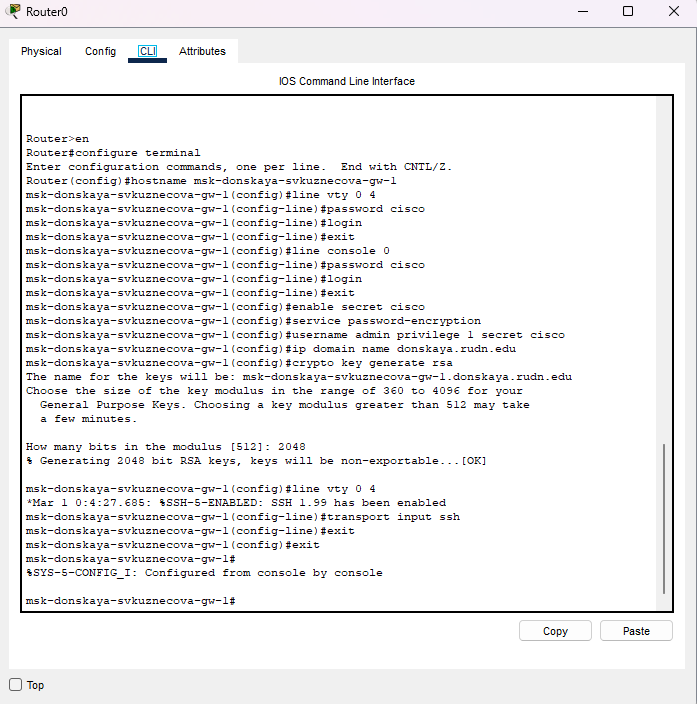 Router0
Physical Config CLI Attributes
IOS Command Line Interface
Router>en
Router#configure terminal
Enter configuration commands, one per line.  End with CNTL/Z.
Router(config)#hostname msk-donskaya-svkuznecova-gw-1
msk-donskaya-svkuznecova-gw-1(config)#line vty 0 4
msk-donskaya-svkuznecova-gw-1(config-line)#password cisco
msk-donskaya-svkuznecova-gw-1(config-line)#login
msk-donskaya-svkuznecova-gw-1(config-line)#exit
msk-donskaya-svkuznecova-gw-1(config)#line console 0
msk-donskaya-svkuznecova-gw-1(config-line)#password cisco
msk-donskaya-svkuznecova-gw-1(config-line)#login
msk-donskaya-svkuznecova-gw-1(config-line)#exit
msk-donskaya-svkuznecova-gw-1(config)#enable secret cisco
msk-donskaya-svkuznecova-gw-1(config)#service password-encryption
msk-donskaya-svkuznecova-gw-1(config)#username admin privilege 1 secret cisco
msk-donskaya-svkuznecova-gw-1(config)#ip domain name donskaya.rudn.edu
msk-donskaya-svkuznecova-gw-1(config)#crypto key generate rsa
The name for the keys will be: msk-donskaya-svkuznecova-gw-1.donskaya.rudn.edu
Choose the size of the key modulus in the range of 360 to 4096 for your
  General Purpose Keys. Choosing a key modulus greater than 512 may take
  a few minutes.
How many bits in the modulus [512]: 2048
% Generating 2048 bit RSA keys, keys will be non-exportable...[OK]
msk-donskaya-svkuznecova-gw-1(config)#line vty 0 4
*Mar 1 0:4:27.685: %SSH-5-ENABLED: SSH 1.99 has been enabled
msk-donskaya-svkuznecova-gw-1(config-line)#transport input ssh
msk-donskaya-svkuznecova-gw-1(config-line)#exit
msk-donskaya-svkuznecova-gw-1(config)#exit
msk-donskaya-svkuznecova-gw-1#
%SYS-5-CONFIG_I: Configured from console by console
msk-donskaya-svkuznecova-gw-1#
Copy Paste
Top